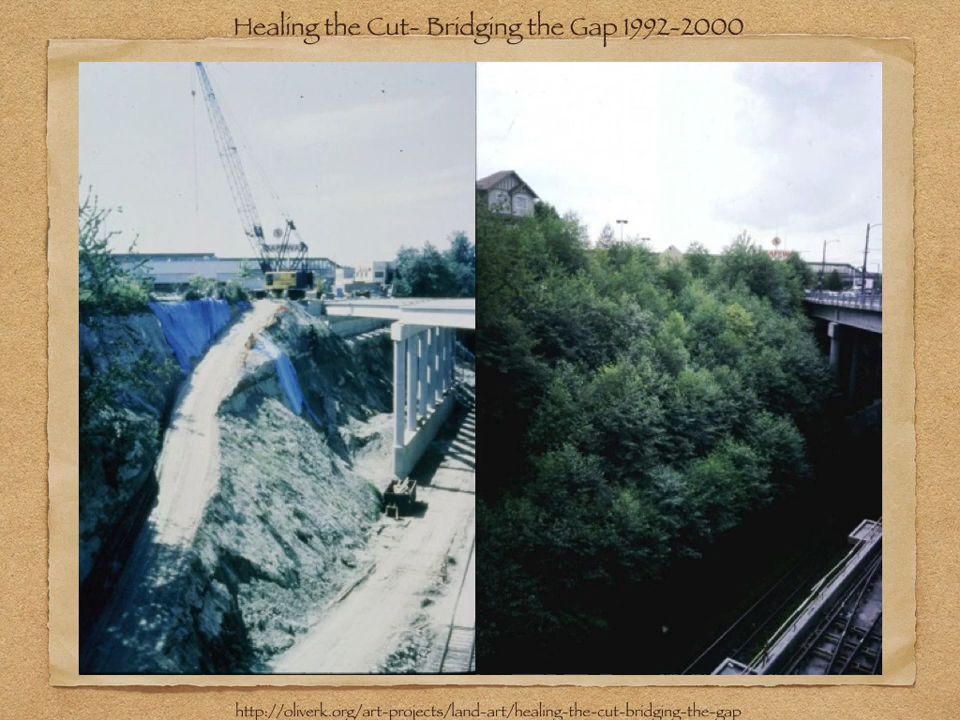 Healing the Cut- Bridging the Gap 1992-2000
http://oliverk.org/art-projects/land-art/healing-the-cut-bridging-the-gap